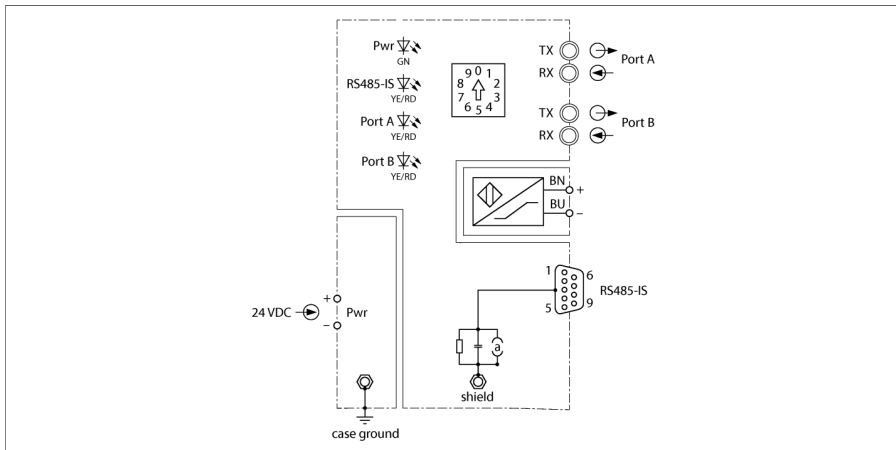 Pwr
GN
RS485-IS
YE/RD
Port A
YE/RD
Port B
YE/RD
9 0 1
8 2
7 3
6 5 4
TX
RX
Port A
TX
RX
Port B
BN +
BU –
1 6
5 9
RS485-IS
24 VDC
+
–
Pwr
a
shield
case ground